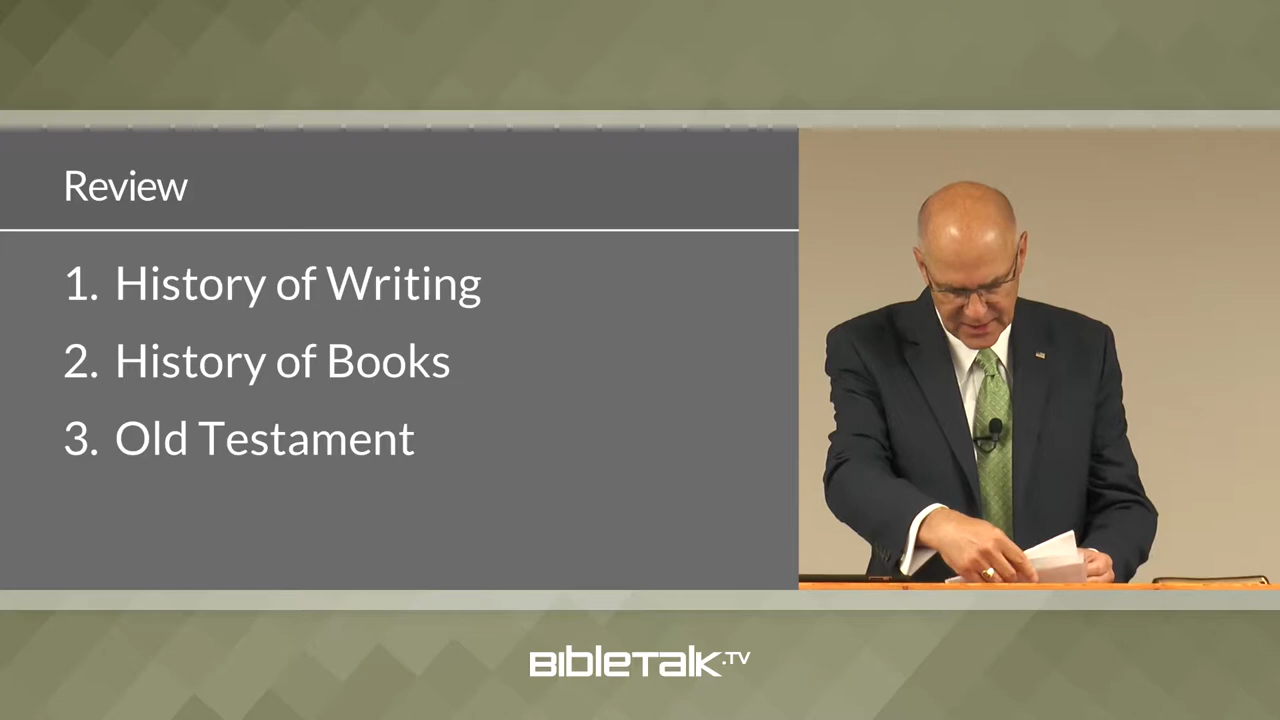 Review
1. History of Writing
2. History of Books
3. Old Testament
BIBLETALK.TV